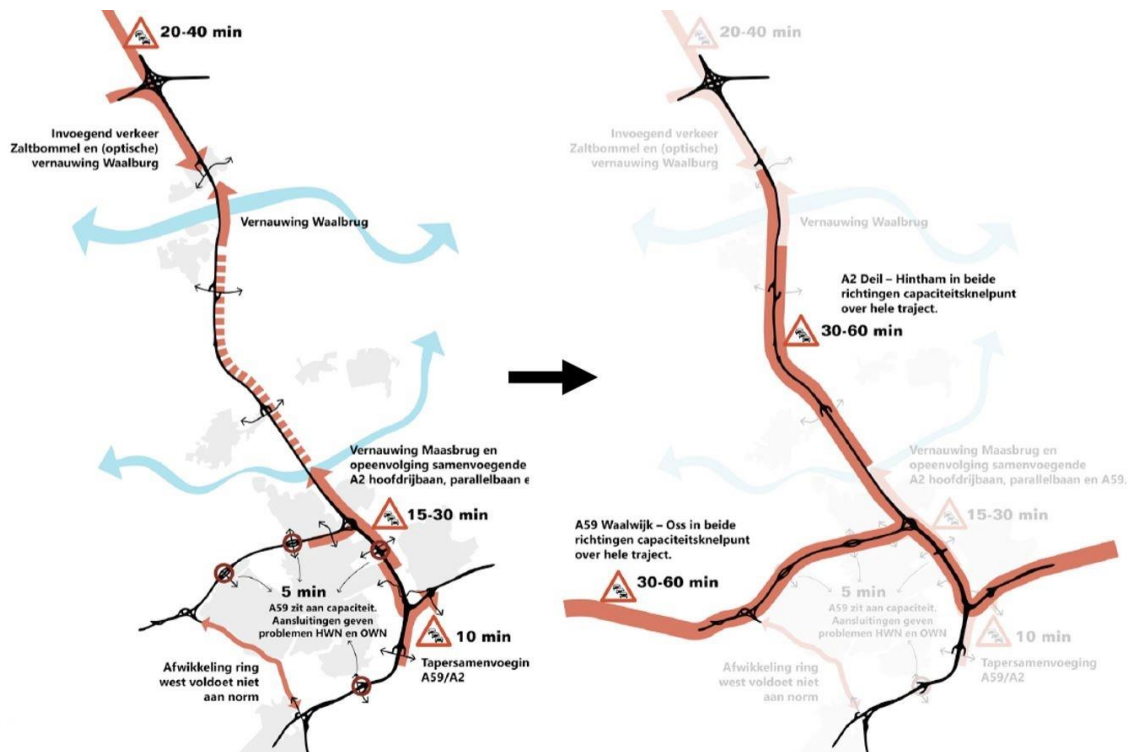 20-40 min
Invoegend verkeer
Zaltbommel en (optische)
vernauwing Waalburg
Vernauwing Waalbrug
Vernauwing Maasbrug en
opeenvolging samenvoegende
A2 hoofdrijbaan, parallelbaan e
15-30 min
5 min
A59 zit aan capaciteit.
Aansluitingen geven
problemen HWN en OWN
10 min
Tapersamenvoeging
A59/A2
Afwikkeling ring
west voldoet niet
aan norm
20-40 min
Invoegend verkeer
Zaltbommel en (optische)
vernauwing Waalburg
Vernauwing Waalbrug
A2 Deil – Hintham in beide
richtingen capaciteitsknelpunt
over hele traject.
30-60 min
Vernauwing Maasbrug en
opeenvolging samenvoegende
A2 hoofdrijbaan, parallelbaan en A59.
15-30 min
A59 Waalwijk – Oss in beide
richtingen capaciteitsknelpunt
over hele traject.
30-60 min
5 min
A59 zit aan capaciteit.
Aansluitingen geven
problemen HWN en OWN
10 min
Tapersamenvoeging
A59/A2
Afwikkeling ring
west voldoet niet
aan norm